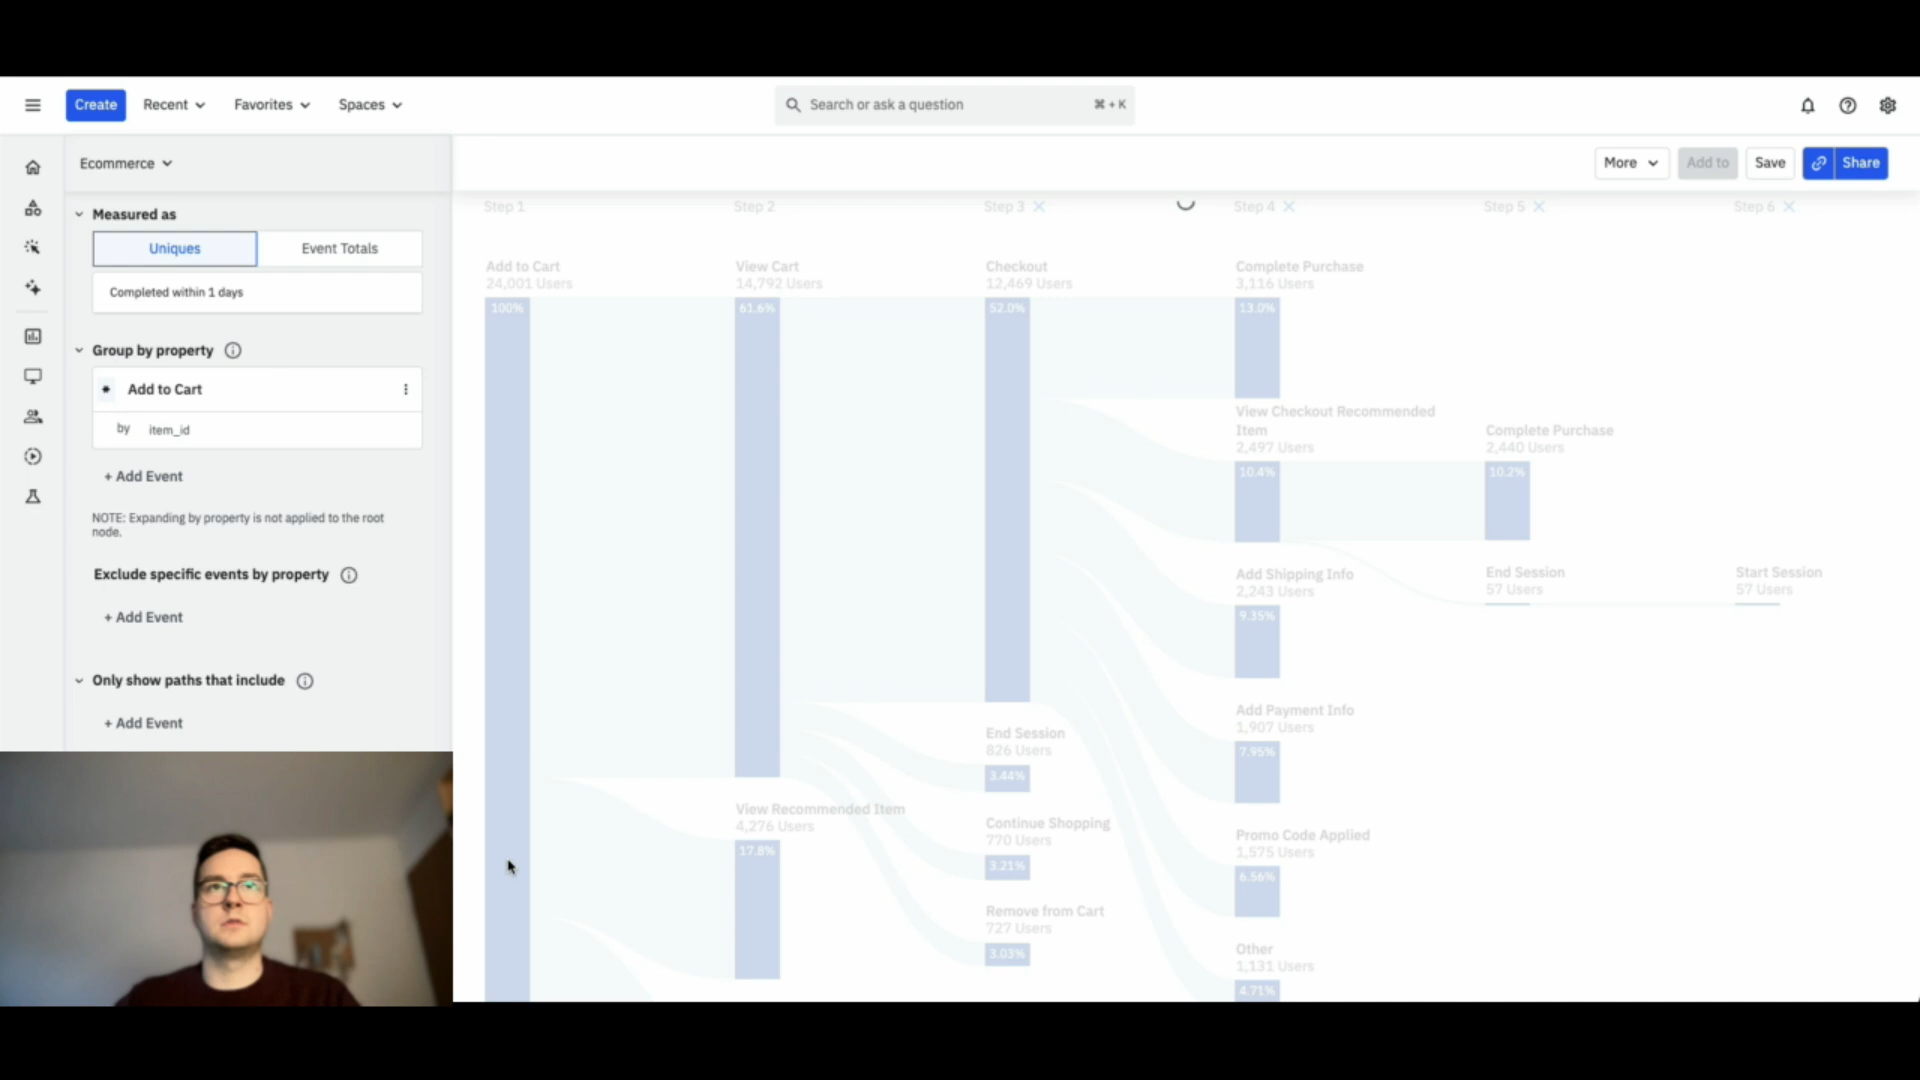 Create
Recent
Favorites
Spaces
Search or ask a question
⌘ + K
Ecommerce
More
Add to
Save
Share
Measured as
Uniques
Event Totals
Completed within 1 days
Group by property
Add to Cart
by item_id
+ Add Event
NOTE: Expanding by property is not applied to the root
node.
Exclude specific events by property
+ Add Event
Only show paths that include
+ Add Event
Step 1
Step 2
Step 3
Step 4
Step 5
Step 6
Add to Cart
24,001 Users
100%
View Cart
14,792 Users
61.6%
View Recommended Item
4,276 Users
17.8%
Checkout
12,469 Users
52.0%
End Session
826 Users
3.44%
Continue Shopping
770 Users
3.21%
Remove from Cart
727 Users
3.03%
Complete Purchase
3,116 Users
13.0%
View Checkout Recommended
Item
2,497 Users
10.4%
Add Shipping Info
2,243 Users
9.35%
Add Payment Info
1,907 Users
7.95%
Promo Code Applied
1,575 Users
6.56%
Other
1,131 Users
4.71%
Complete Purchase
2,440 Users
10.2%
End Session
57 Users
Start Session
57 Users